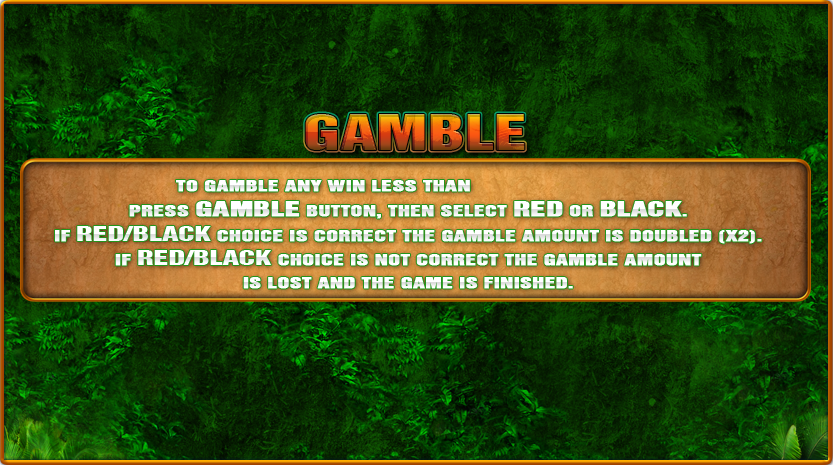 GAMBLE
TO GAMBLE ANY WIN LESS THAN
PRESS GAMBLE BUTTON, THEN SELECT RED OR BLACK.
IF RED/BLACK CHOICE IS CORRECT THE GAMBLE AMOUNT IS DOUBLED (X2).
IF RED/BLACK CHOICE IS NOT CORRECT THE GAMBLE AMOUNT
IS LOST AND THE GAME IS FINISHED.